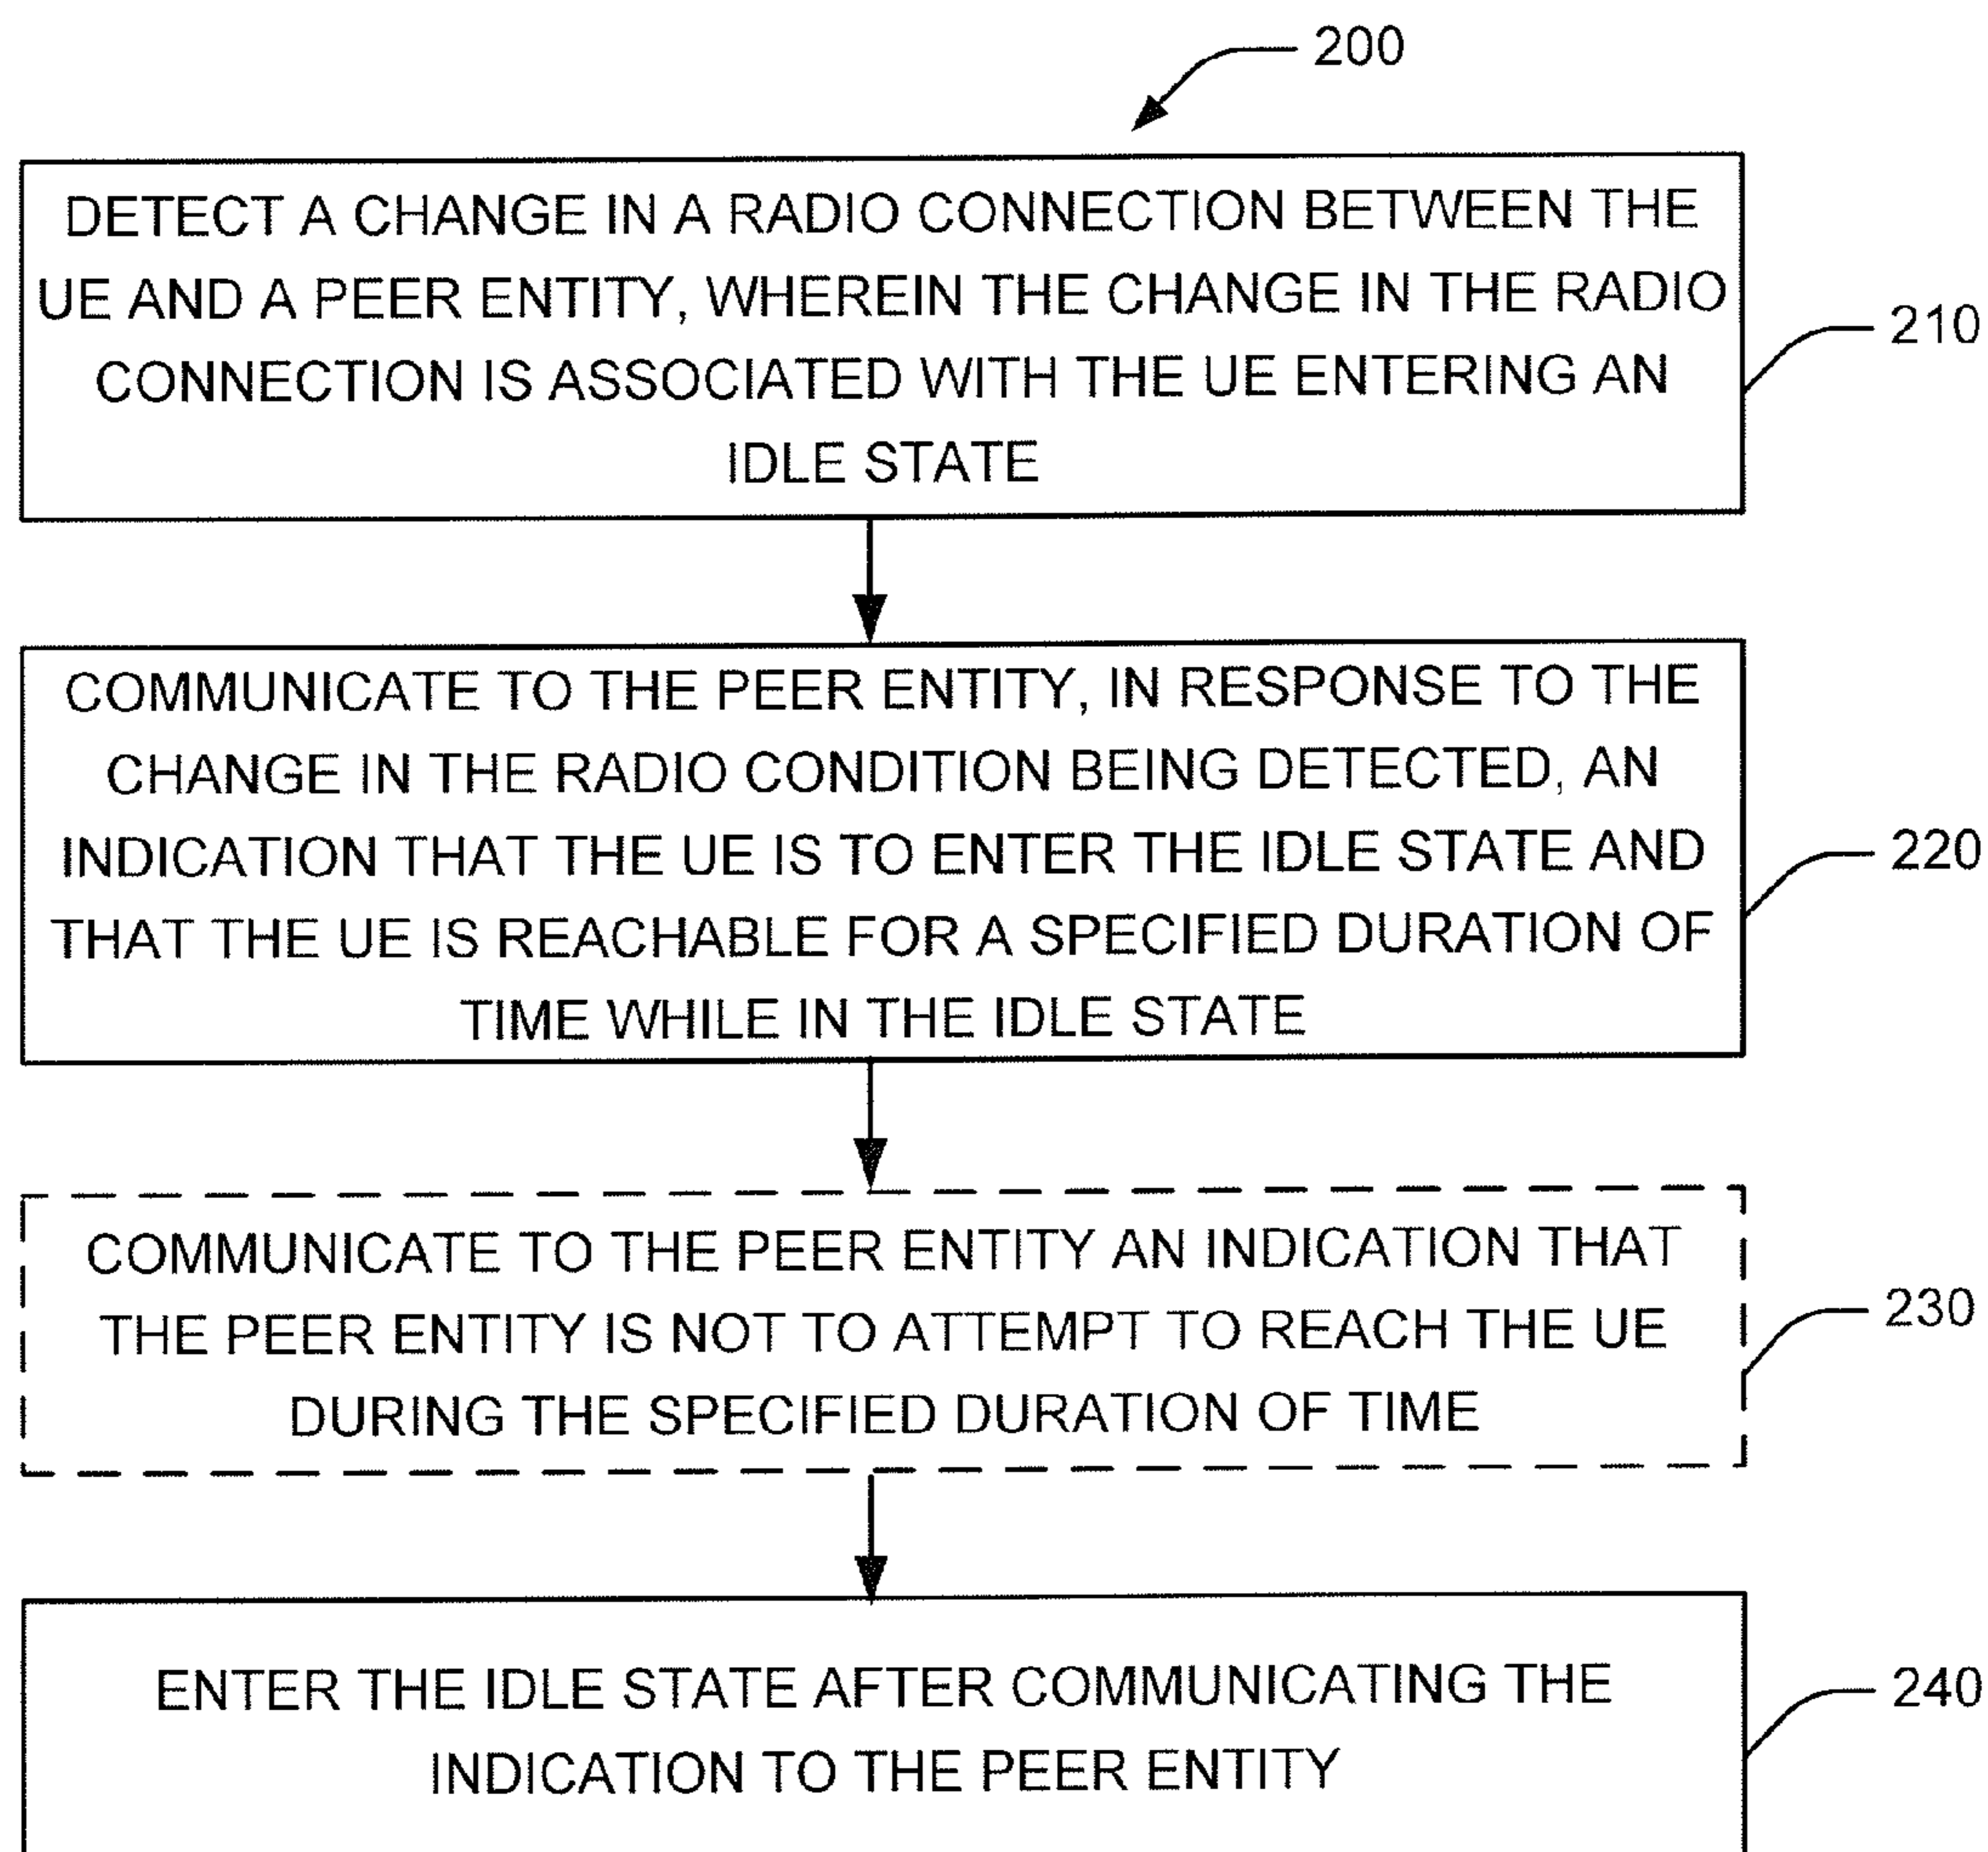 200
DETECT A CHANGE IN A RADIO CONNECTION BETWEEN THE
UE AND A PEER ENTITY, WHEREIN THE CHANGE IN THE RADIO
CONNECTION IS ASSOCIATED WITH THE UE ENTERING AN
IDLE STATE
210
COMMUNICATE TO THE PEER ENTITY, IN RESPONSE TO THE
CHANGE IN THE RADIO CONDITION BEING DETECTED, AN
INDICATION THAT THE UE IS TO ENTER THE IDLE STATE AND
THAT THE UE IS REACHABLE FOR A SPECIFIED DURATION OF
TIME WHILE IN THE IDLE STATE
220
COMMUNICATE TO THE PEER ENTITY AN INDICATION THAT
THE PEER ENTITY IS NOT TO ATTEMPT TO REACH THE UE
DURING THE SPECIFIED DURATION OF TIME
230
ENTER THE IDLE STATE AFTER COMMUNICATING THE
INDICATION TO THE PEER ENTITY
240